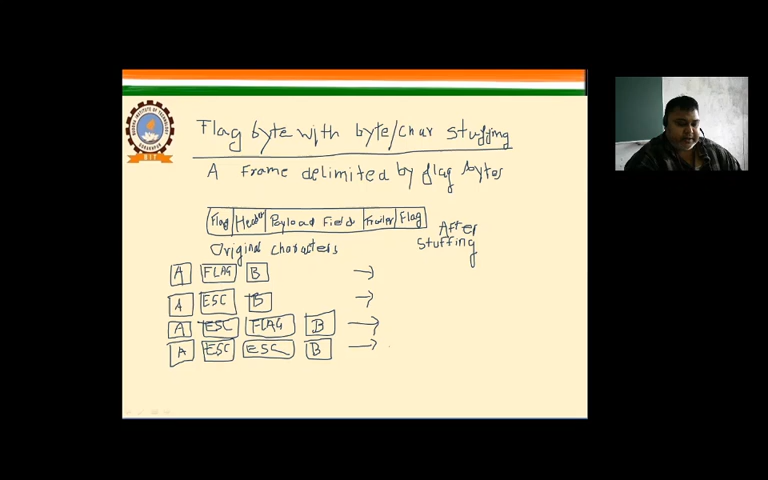 Flag byte with byte/char stuffing
A Frame delimited by flag bytes
Flag Header Payload Field Trailer Flag
Original characters
After
Stuffing
A FLAG B →
A ESC B →
A ESC FLAG B →
A ESC ESC B →